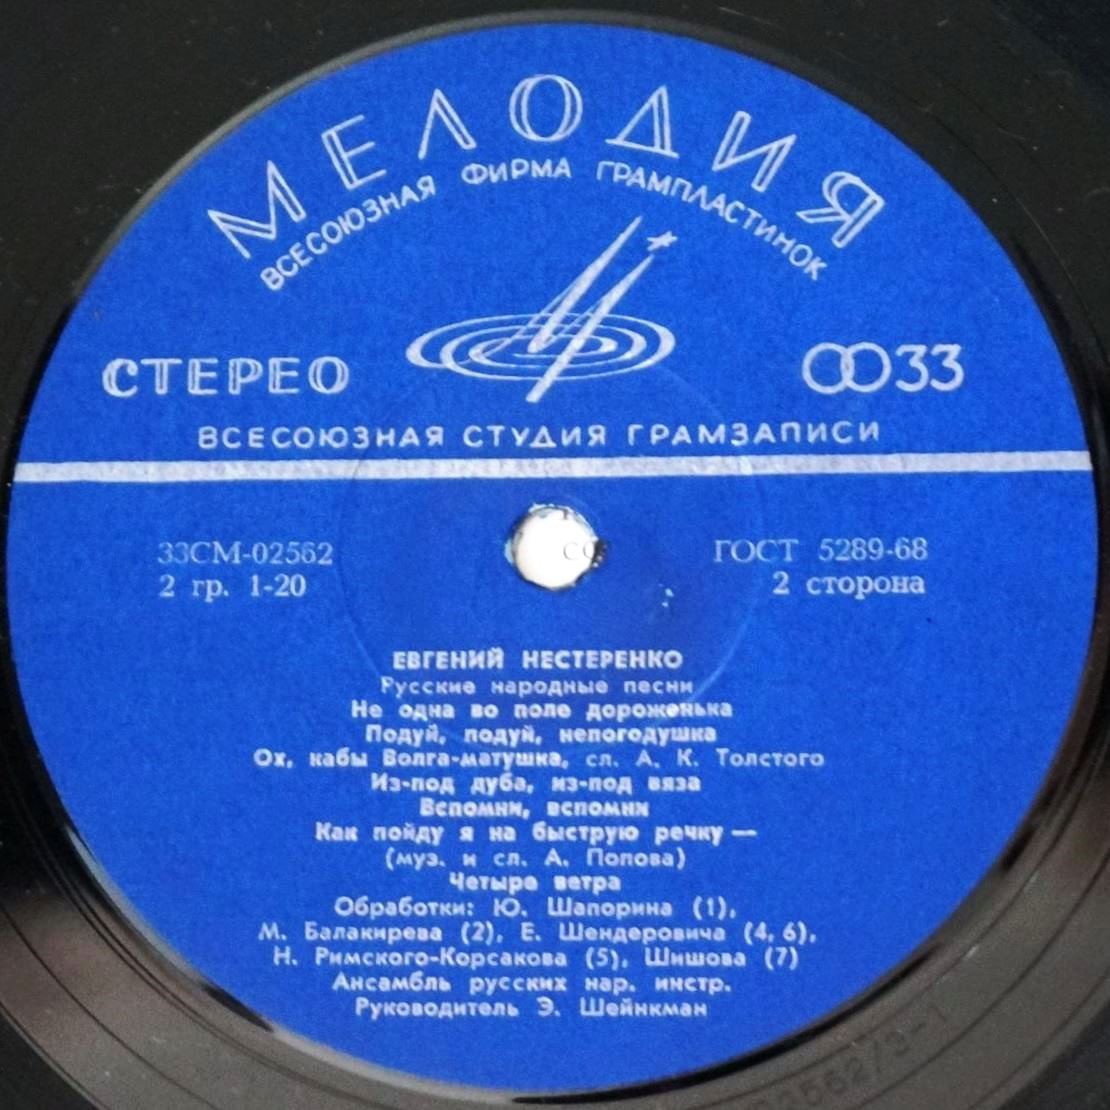 МЕЛОДИЯ
ВСЕСОЮЗНАЯ ФИРМА ГРАМПЛАСТИНОК
СТЕРЕО
33
ВСЕСОЮЗНАЯ СТУДИЯ ГРАМЗАПИСИ
33СМ-02562
ГОСТ 5289-68
2 гр. 1-20
2 сторона
ЕВГЕНИЙ НЕСТЕРЕНКО
Русские народные песни
Не одна во поле дороженька
Подуй, подуй, непогодушка
Ох, кабы Волга-матушка, сл. А. К. Толстого
Из-под дуба, из-под вяза
Вспомни, вспомни
Как пойду я на быструю речку —
(муз. и сл. А. Попова)
Четыре ветра
Обработки: Ю. Шапорина (1),
М. Балакирева (2), Е. Шендеровича (4, 6),
Н. Римского-Корсакова (5), Шишова (7)
Ансамбль русских нар. инстр.
Руководитель Э. Шейнкман